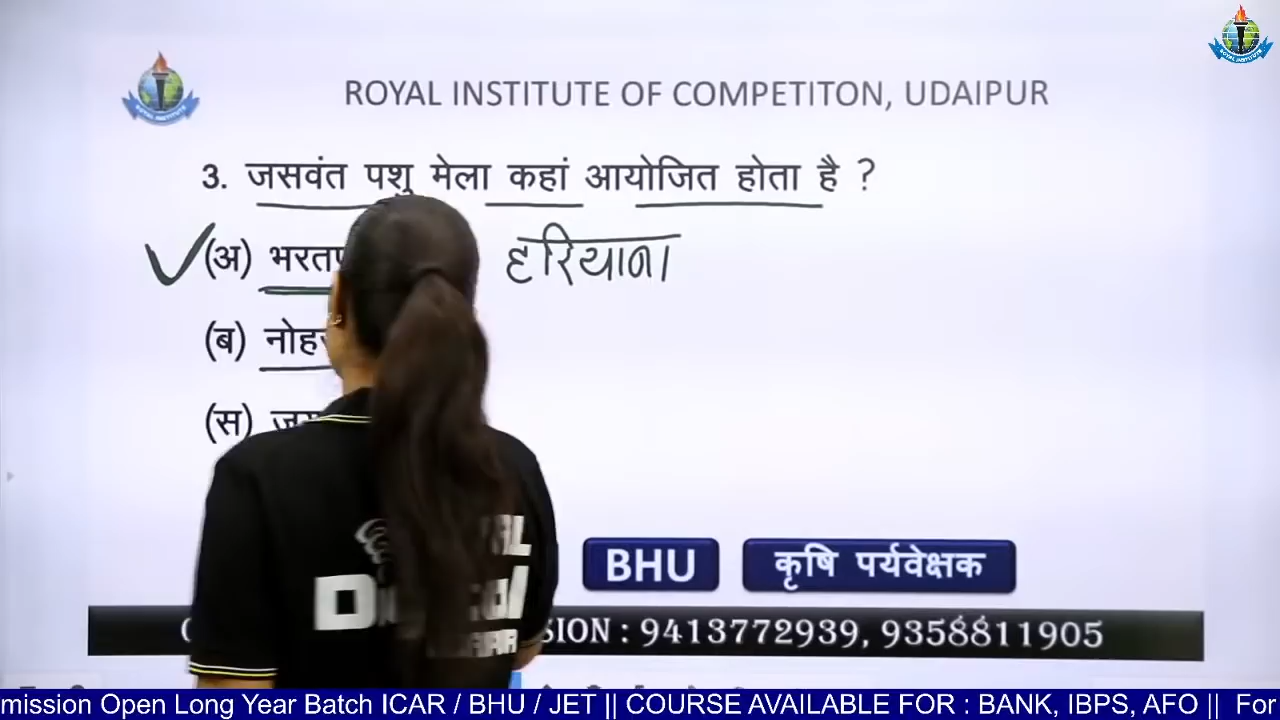 ROYAL INSTITUTE OF COMPETITON, UDAIPUR
3. जसवंत पशु मेला कहां आयोजित होता है ?
(अ)
हरियाणा
(ब)
(स)
BHU
कृषि पर्यवेक्षक
: 9413772939, 9358811905
Admission Open Long Year Batch ICAR / BHU / JET || COURSE AVAILABLE FOR : BANK, IBPS, AFO || For